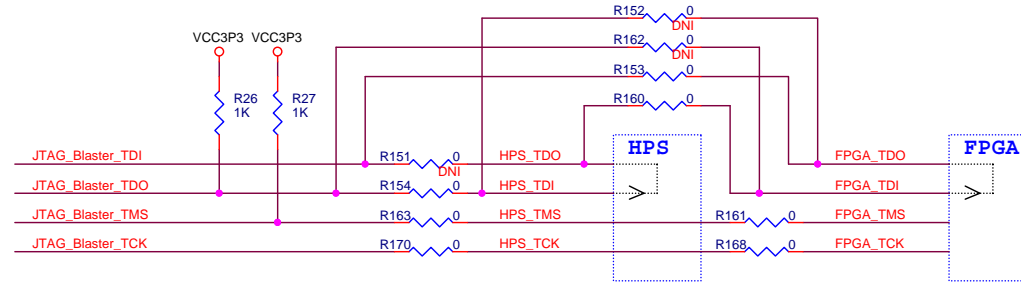 R152 0
DNI
VCC3P3 VCC3P3
R162 0
DNI
R153 0
R26
1K
R27
1K
R160 0
HPS FPGA
JTAG_Blaster_TDI R151 0 HPS_TDO FPGA_TDO
DNI
JTAG_Blaster_TDO R154 0 HPS_TDI FPGA_TDI
JTAG_Blaster_TMS R163 0 HPS_TMS R161 0 FPGA_TMS
JTAG_Blaster_TCK R170 0 HPS_TCK R168 0 FPGA_TCK